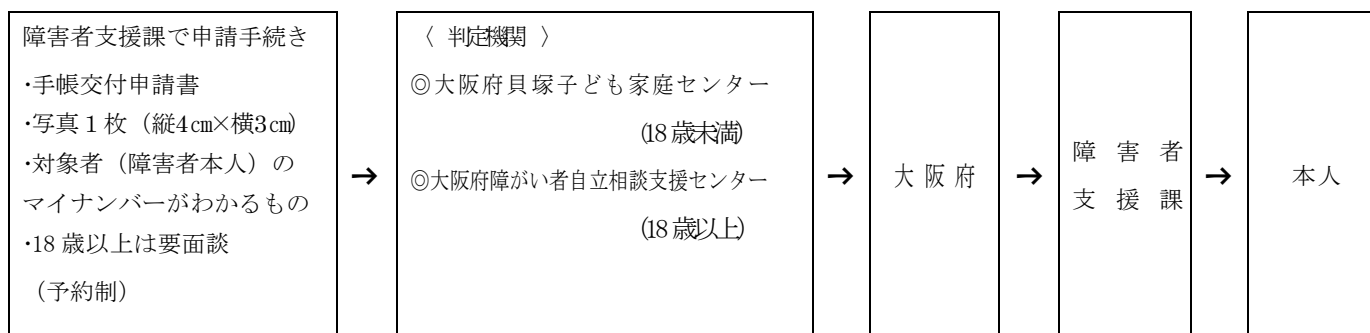 障害者支援課で申請手続き
・手帳交付申請書
・写真1枚（縦4㎝×横3㎝）
・対象者（障害者本人）の
マイナンバーがわかるもの
・18歳以上は要面談
（予約制）
→
〈 判定機関 〉
◎大阪府貝塚子ども家庭センター
(18歳未満)
◎大阪府障がい者自立相談支援センター
(18歳以上)
→
大阪府
→
障害者
支援課
→
本人